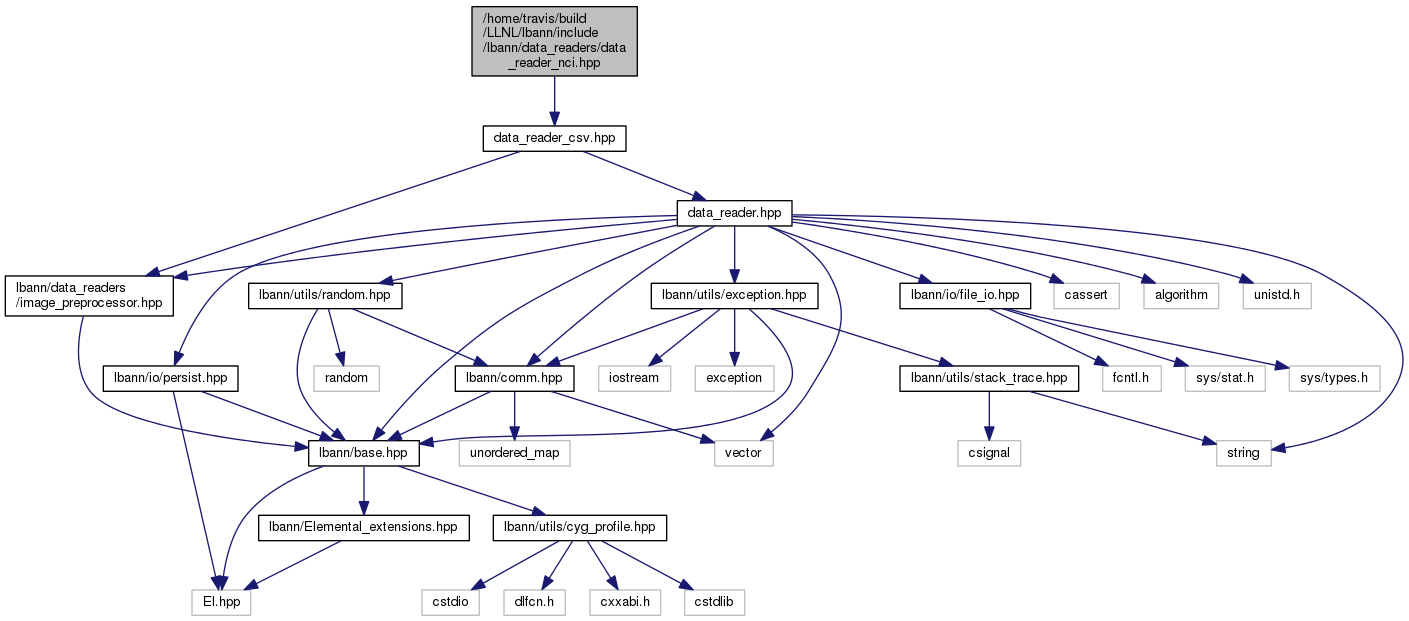 /home/travis/build
/LLNL/lbann/include
/lbann/data_readers/data
_reader_nci.hpp
data_reader_csv.hpp
data_reader.hpp
lbann/data_readers
/image_preprocessor.hpp
lbann/utils/random.hpp
lbann/utils/exception.hpp
lbann/io/file_io.hpp
cassert
algorithm
unistd.h
lbann/io/persist.hpp
random
lbann/comm.hpp
iostream
exception
lbann/utils/stack_trace.hpp
fcntl.h
sys/stat.h
sys/types.h
lbann/base.hpp
unordered_map
vector
csignal
string
lbann/Elemental_extensions.hpp
lbann/utils/cyg_profile.hpp
El.hpp
cstdio
dlfcn.h
cxxabi.h
cstdlib